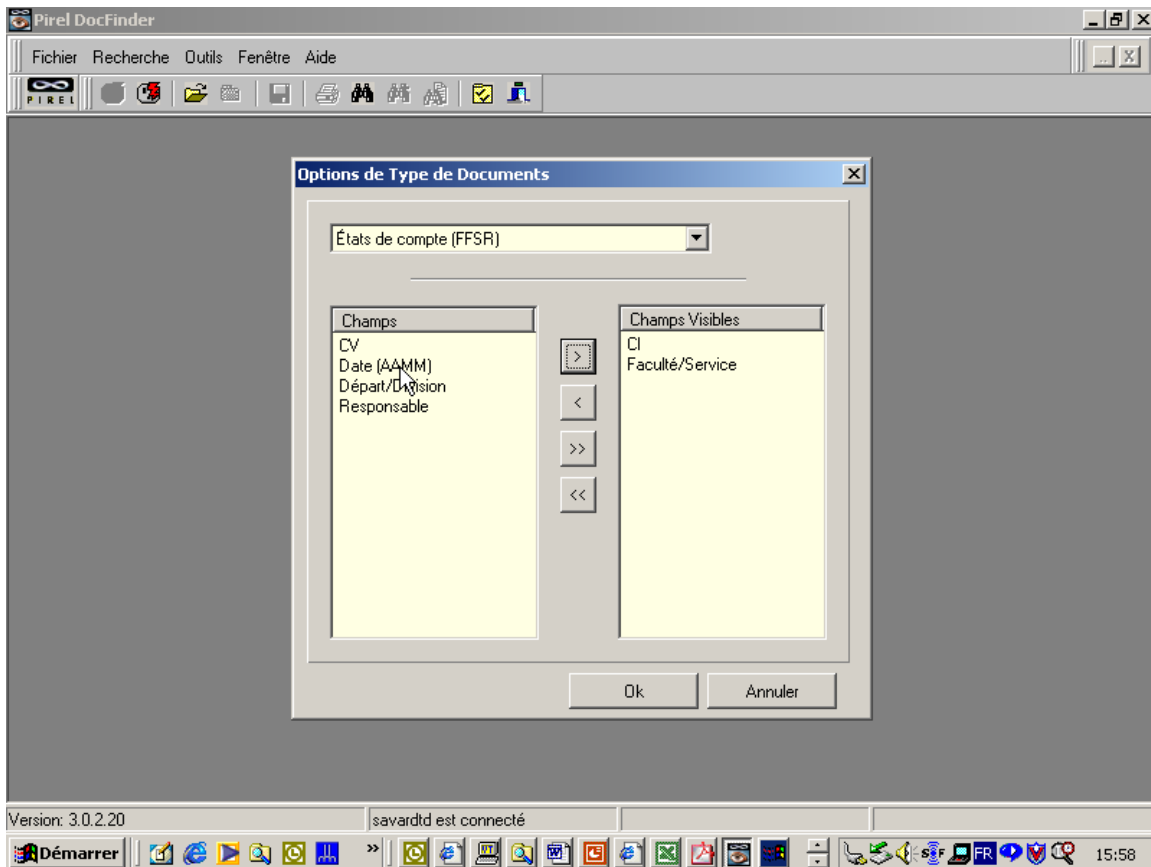 Pirel DocFinder
Fichier Recherche Outils Fenêtre Aide
PIREL
Options de Type de Documents
États de compte (FFSR)
Champs
CV
Date (AAMM)
Départ/Division
Responsable
>
<
>>
<<
Champs Visibles
CI
Faculté/Service
Ok Annuler
Version: 3.0.2.20 savardtd est connecté
Démarrer » FR 15:58